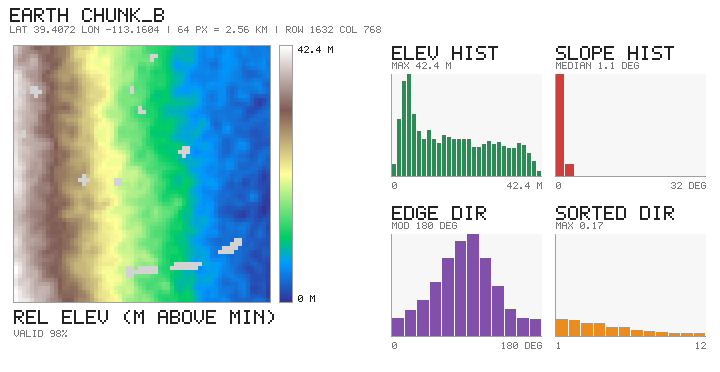 EARTH CHUNK_B
LAT 39.4072 LON -113.1604 | 64 PX = 2.56 KM | ROW 1632 COL 768
42.4 M
0 M
REL ELEV (M ABOVE MIN)
VALID 98%
ELEV HIST
MAX 42.4 M
0 42.4 M
SLOPE HIST
MEDIAN 1.1 DEG
0 32 DEG
EDGE DIR
MOD 180 DEG
0 180 DEG
SORTED DIR
MAX 0.17
1 12